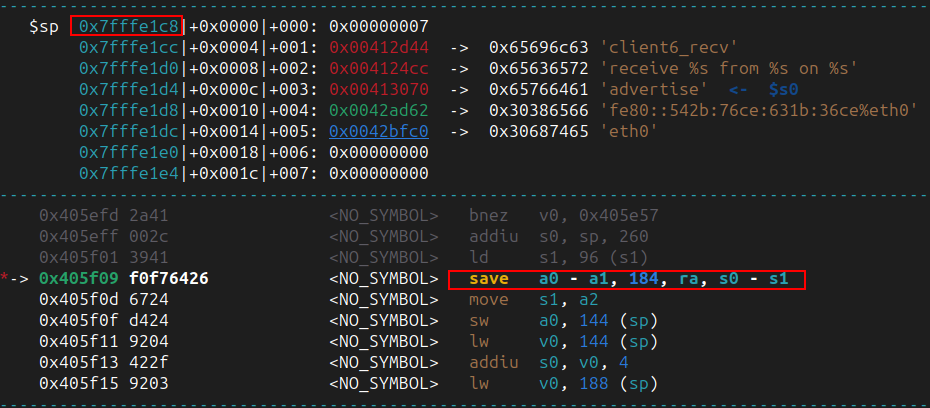 $sp 0x7fffe1c8|+0x0000|+000: 0x00000007
0x7fffe1cc|+0x0004|+001: 0x00412d44 -> 0x65696c63 'client6_recv'
0x7fffe1d0|+0x0008|+002: 0x004124cc -> 0x65636572 'receive %s from %s on %s'
0x7fffe1d4|+0x000c|+003: 0x00413070 -> 0x65766461 'advertise' <- $s0
0x7fffe1d8|+0x0010|+004: 0x0042ad62 -> 0x30386566 'fe80::542b:76ce:631b:36ce%eth0'
0x7fffe1dc|+0x0014|+005: 0x0042bfc0 -> 0x30687465 'eth0'
0x7fffe1e0|+0x0018|+006: 0x00000000
0x7fffe1e4|+0x001c|+007: 0x00000000
0x405efd 2a41 <NO_SYMBOL> bnez v0, 0x405e57
0x405eff 002c <NO_SYMBOL> addiu s0, sp, 260
0x405f01 3941 <NO_SYMBOL> ld s1, 96 (s1)
*-> 0x405f09 f0f76426 <NO_SYMBOL> save a0 - a1, 184, ra, s0 - s1
0x405f0d 6724 <NO_SYMBOL> move s1, a2
0x405f0f d424 <NO_SYMBOL> sw a0, 144 (sp)
0x405f11 9204 <NO_SYMBOL> lw v0, 144 (sp)
0x405f13 422f <NO_SYMBOL> addiu s0, v0, 4
0x405f15 9203 <NO_SYMBOL> lw v0, 188 (sp)